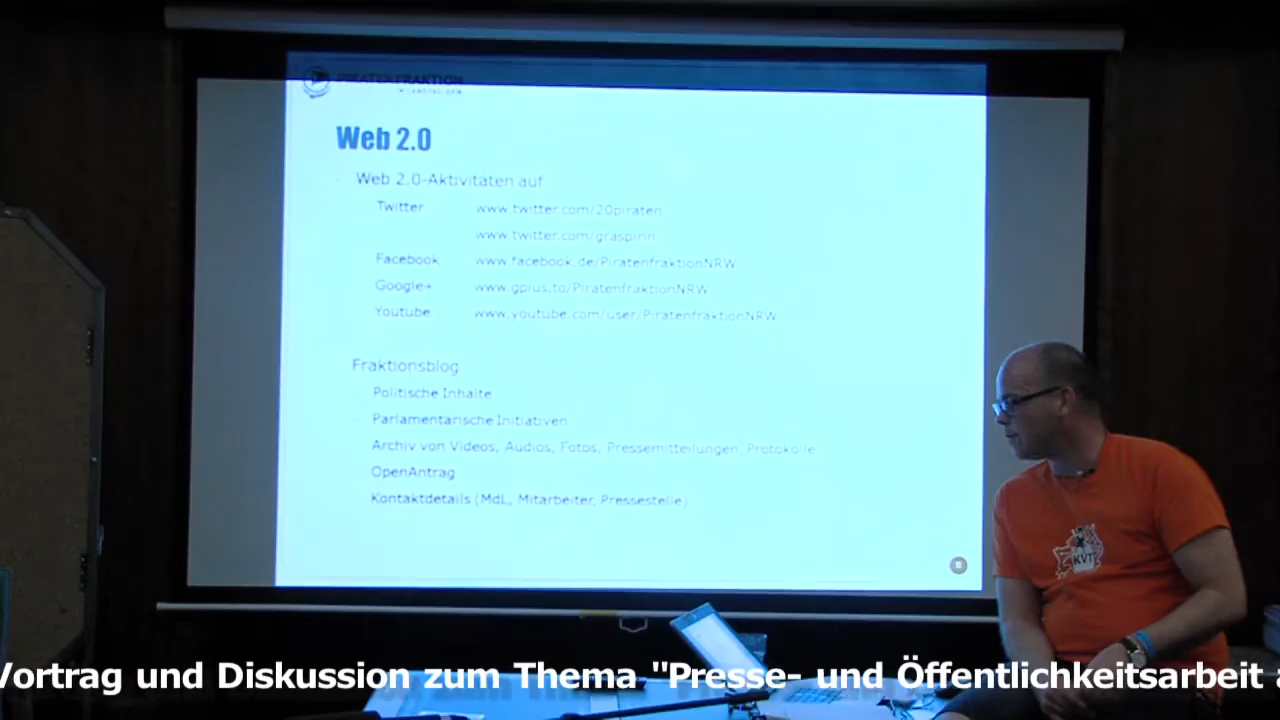 PIRATENFRAKTION
Web 2.0
Web 2.0-Aktivitäten auf
Twitter www.twitter.com/20piraten
www.twitter.com/graspirin
Facebook www.facebook.de/PiratenfraktionNRW
Google+ www.gplus.to/PiratenfraktionNRW
Youtube www.youtube.com/user/PiratenfraktionNRW
Fraktionsblog
Politische Inhalte
Parlamentarische Initiativen
Archiv von Videos, Audios, Fotos, Pressemitteilungen, Protokolle
OpenAntrag
Kontaktdetails (MdL, Mitarbeiter, Pressestelle)
KVT
Vortrag und Diskussion zum Thema "Presse- und Öffentlichkeitsarbeit a